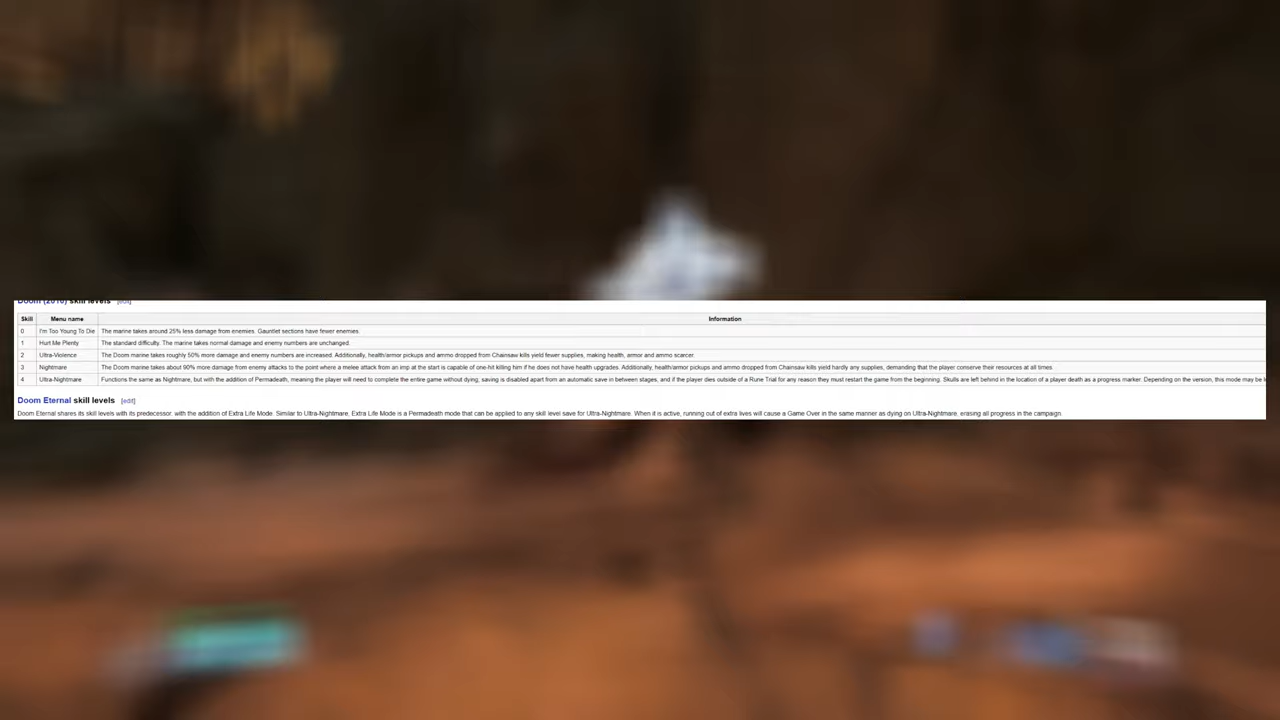 Doom (2016) skill levels [edit]
Skill Menu name Information
0 I'm Too Young To Die The marine takes around 25% less damage from enemies. Gauntlet sections have fewer enemies.
1 Hurt Me Plenty The standard difficulty. The marine takes normal damage and enemy numbers are unchanged.
2 Ultra-Violence The Doom marine takes roughly 50% more damage and enemy numbers are increased. Additionally, health/armor pickups and ammo dropped from Chainsaw kills yield fewer supplies, making health, armor and ammo scarcer.
3 Nightmare The Doom marine takes about 90% more damage from enemy attacks to the point where a melee attack from an imp at the start is capable of one-hit killing him if he does not have health upgrades. Additionally, health/armor pickups and ammo dropped from Chainsaw kills yield hardly any supplies, demanding that the player conserve their resources at all times.
4 Ultra-Nightmare Functions the same as Nightmare, but with the addition of Permadeath, meaning the player will need to complete the entire game without dying, saving is disabled apart from an automatic save in between stages, and if the player dies outside of a Rune Trial for any reason they must restart the game from the beginning. Skulls are left behind in the location of a player death as a progress marker. Depending on the version, this mode may be
Doom Eternal skill levels [edit]
Doom Eternal shares its skill levels with its predecessor, with the addition of Extra Life Mode. Similar to Ultra-Nightmare, Extra Life Mode is a Permadeath mode that can be applied to any skill level save for Ultra-Nightmare. When it is active, running out of extra lives will cause a Game Over in the same manner as dying on Ultra-Nightmare, erasing all progress in the campaign.